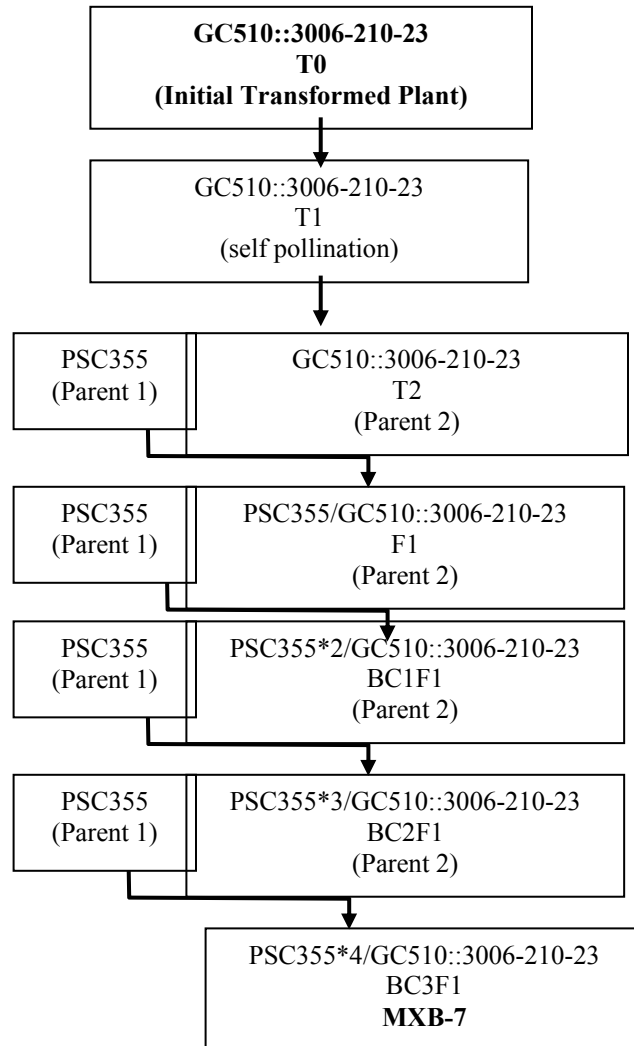 GC510::3006-210-23
T0
(Initial Transformed Plant)
GC510::3006-210-23
T1
(self pollination)
PSC355
(Parent 1)
GC510::3006-210-23
T2
(Parent 2)
PSC355
(Parent 1)
PSC355/GC510::3006-210-23
F1
(Parent 2)
PSC355
(Parent 1)
PSC355*2/GC510::3006-210-23
BC1F1
(Parent 2)
PSC355
(Parent 1)
PSC355*3/GC510::3006-210-23
BC2F1
(Parent 2)
PSC355*4/GC510::3006-210-23
BC3F1
MXB-7